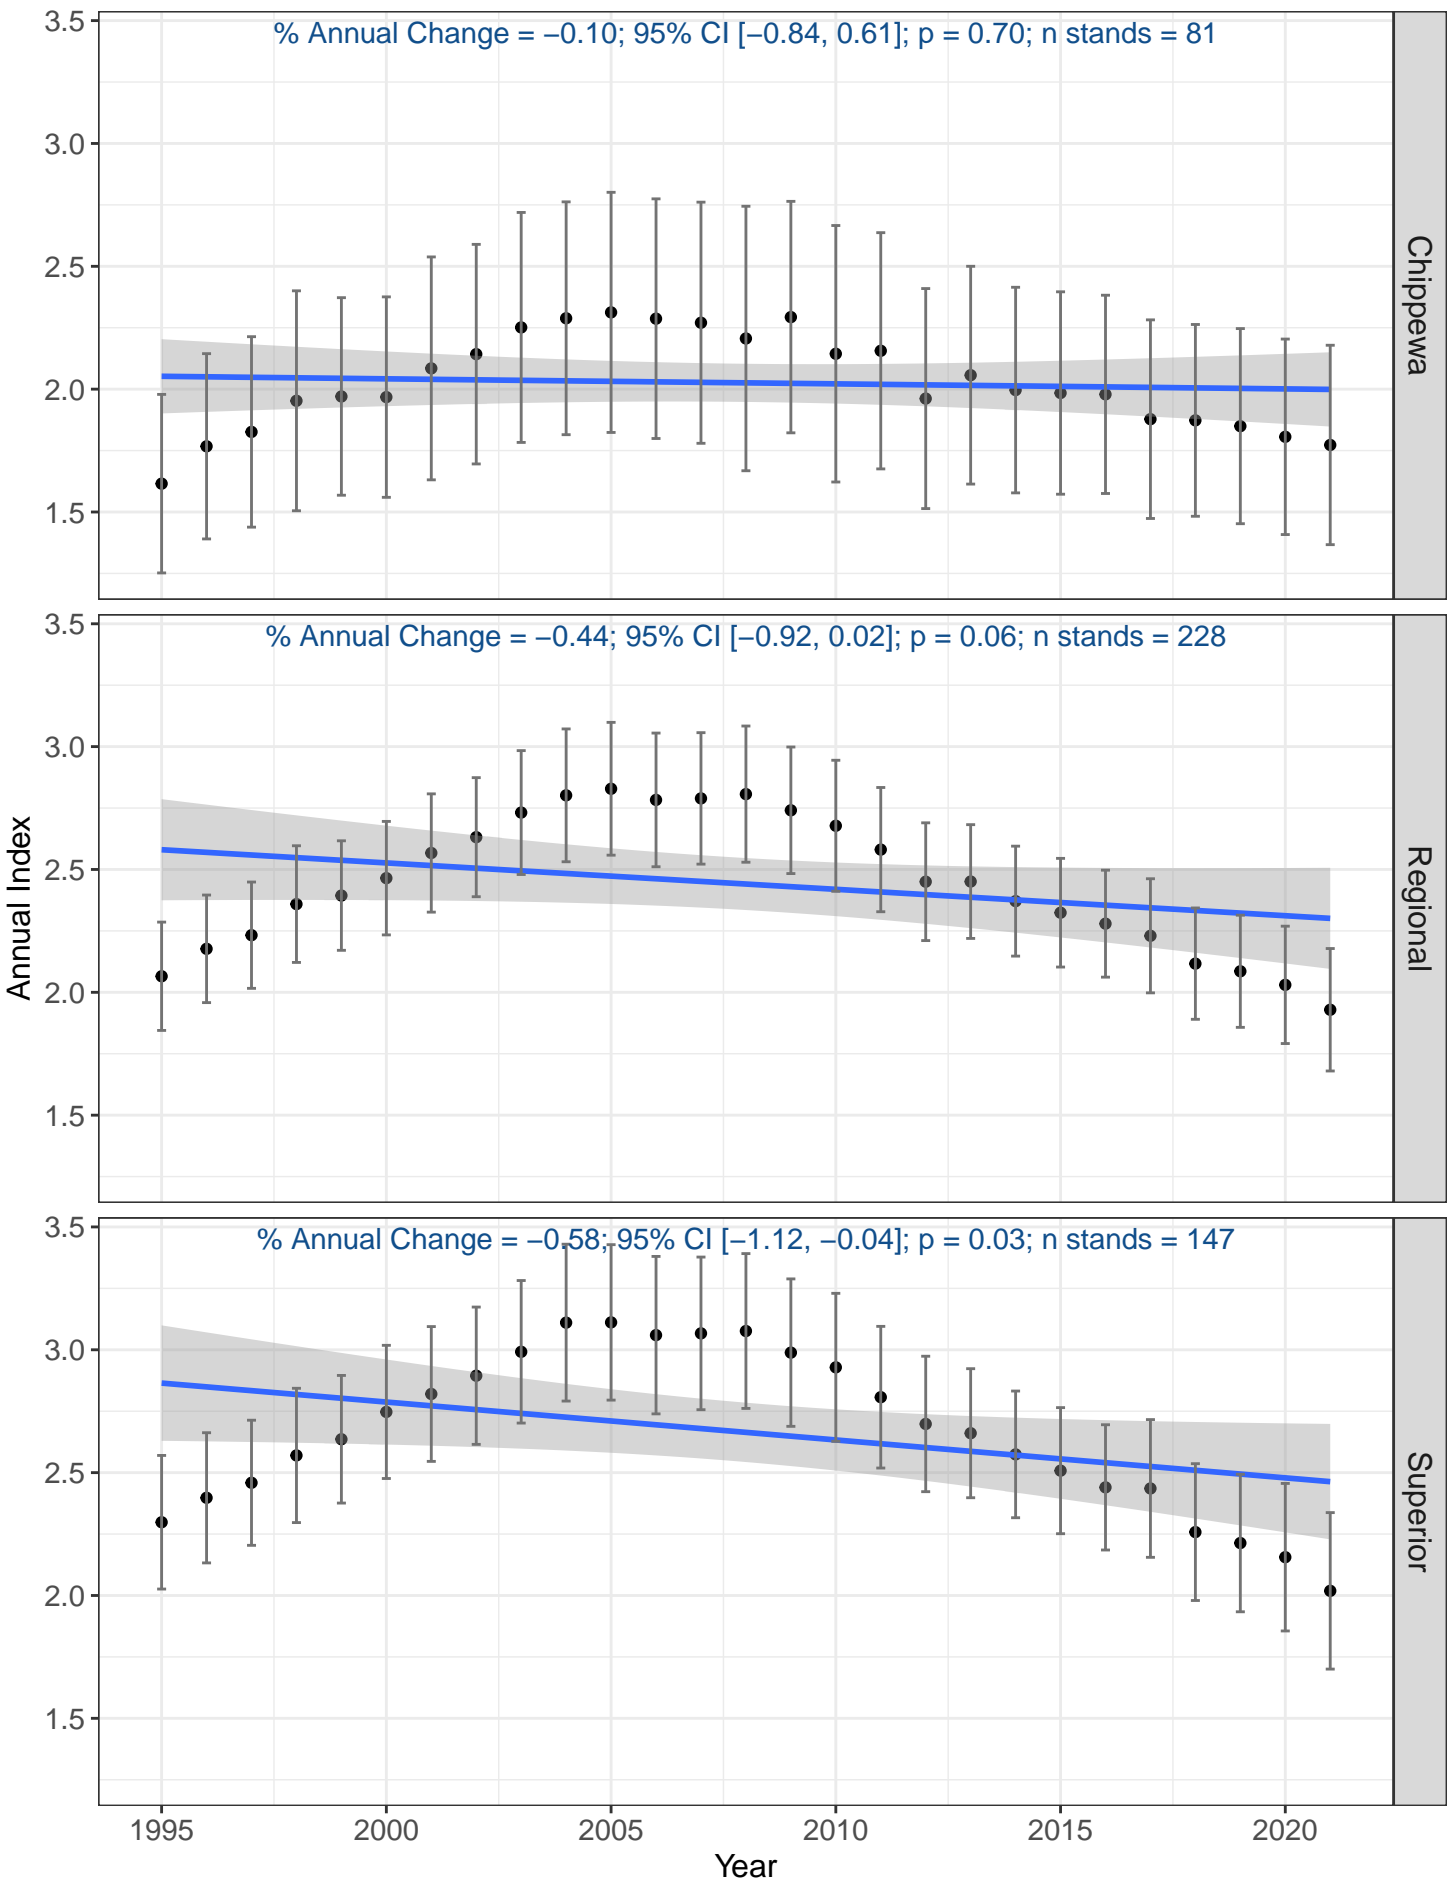 % Annual Change = −0.10; 95% CI [−0.84, 0.61]; p = 0.70; n stands = 81
3.5
3.0
2.5
2.0
1.5
Chippewa
% Annual Change = −0.44; 95% CI [−0.92, 0.02]; p = 0.06; n stands = 228
3.5
3.0
2.5
2.0
1.5
Regional
Annual Index
% Annual Change = −0.58; 95% CI [−1.12, −0.04]; p = 0.03; n stands = 147
3.5
3.0
2.5
2.0
1.5
Superior
1995 2000 2005 2010 2015 2020
Year